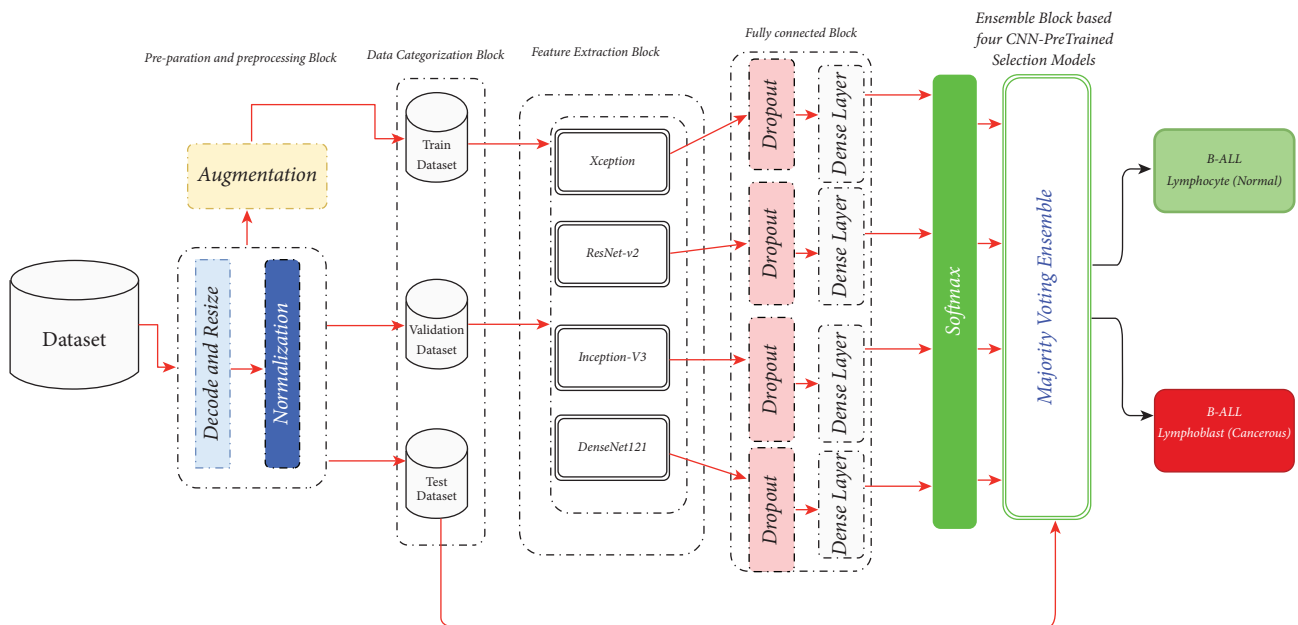 Pre-paration and preprocessing Block
Data Categorization Block
Feature Extraction Block
Fully connected Block
Ensemble Block based
four CNN-PreTrained
Selection Models
Dataset
Augmentation
Decode and Resize
Normalization
Train
Dataset
Validation
Dataset
Test
Dataset
Xception
ResNet-v2
Inception-V3
DenseNet121
Dropout
Dense Layer
Dropout
Dense Layer
Dropout
Dense Layer
Dropout
Dense Layer
Softmax
Majority Voting Ensemble
B-ALL
Lymphocyte (Normal)
B-ALL
Lymphoblast (Cancerous)